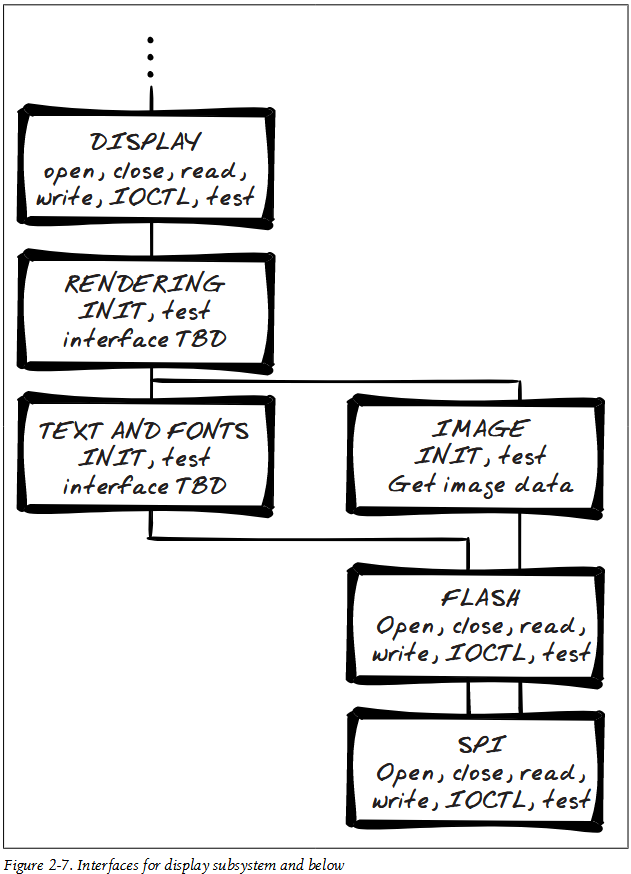 DISPLAY
open, close, read,
write, IOCTL, test
RENDERING
INIT, test
interface TBD
TEXT AND FONTS
INIT, test
interface TBD
IMAGE
INIT, test
Get image data
FLASH
Open, close, read,
write, IOCTL, test
SPI
Open, close, read,
write, IOCTL, test
Figure 2-7. Interfaces for display subsystem and below